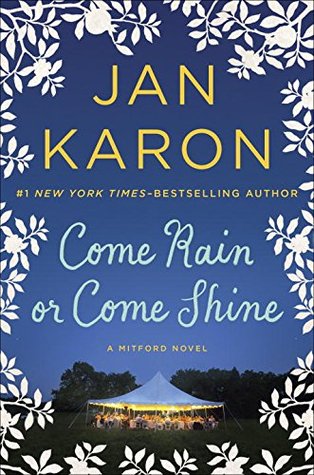 JAN
KARON
#1 NEW YORK TIMES–BESTSELLING AUTHOR
Come Rain
or Come Shine
A MITFORD NOVEL